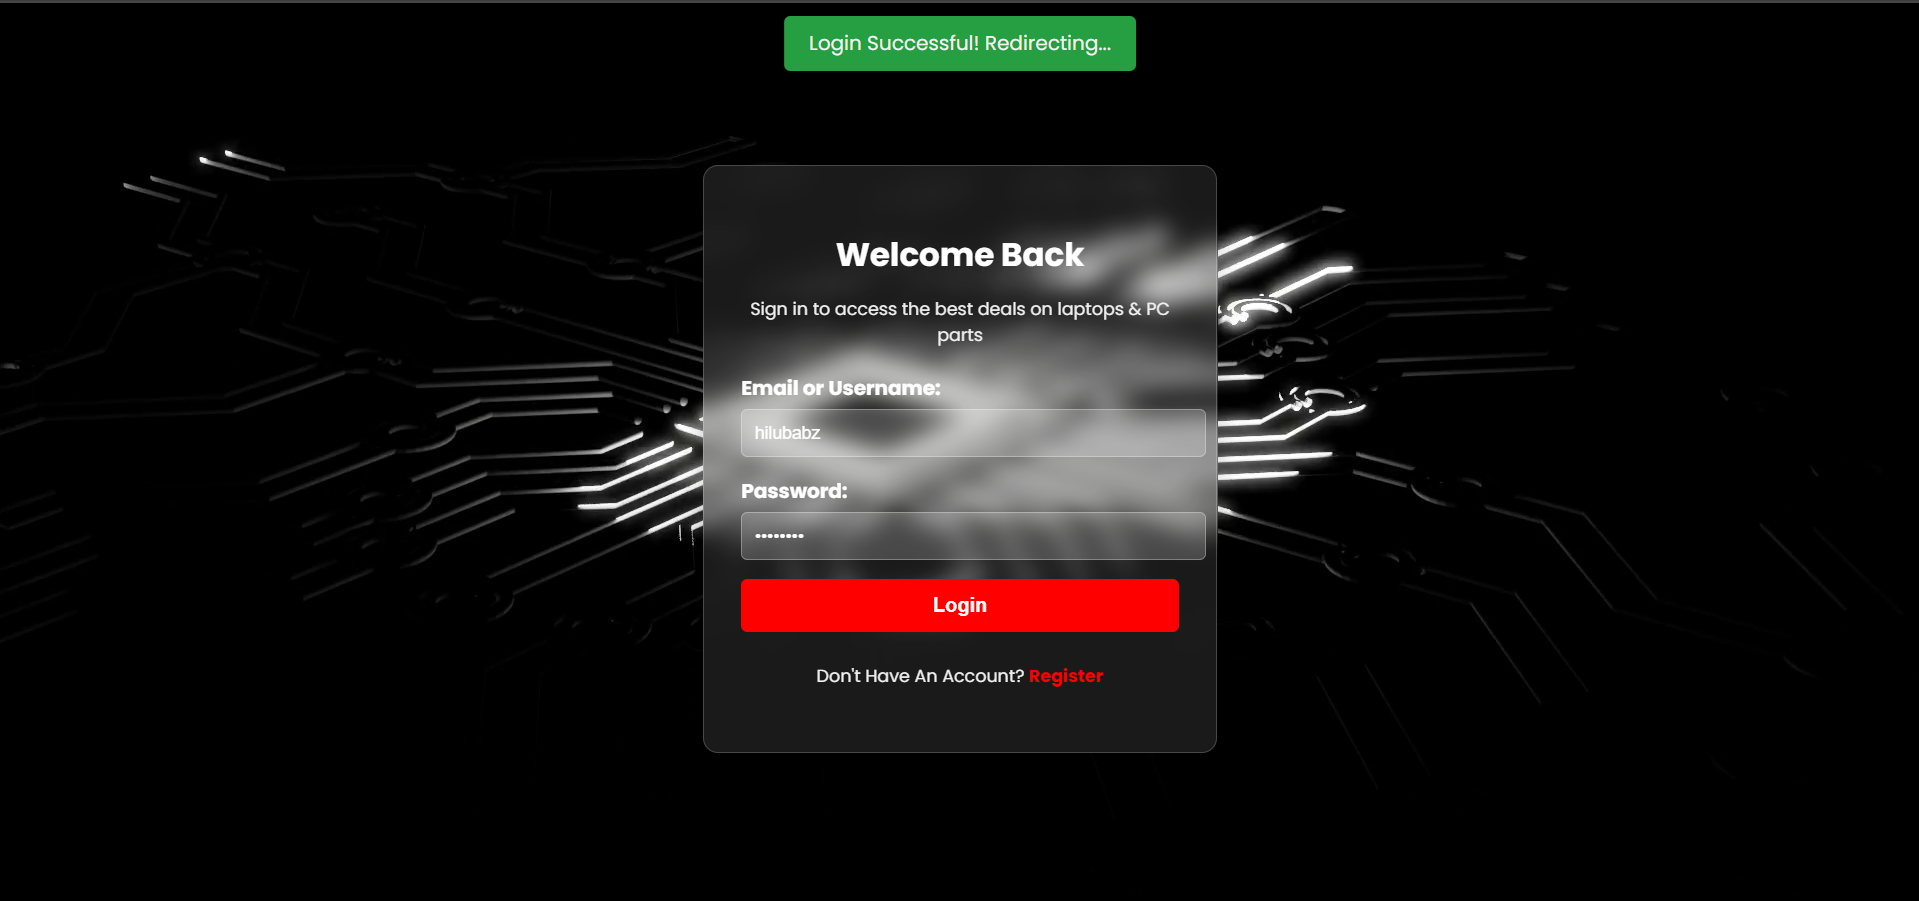 Login Successful! Redirecting...
Welcome Back
Sign in to access the best deals on laptops & PC
parts
Email or Username:
hilubabz
Password:
••••••••
Login
Don't Have An Account? Register